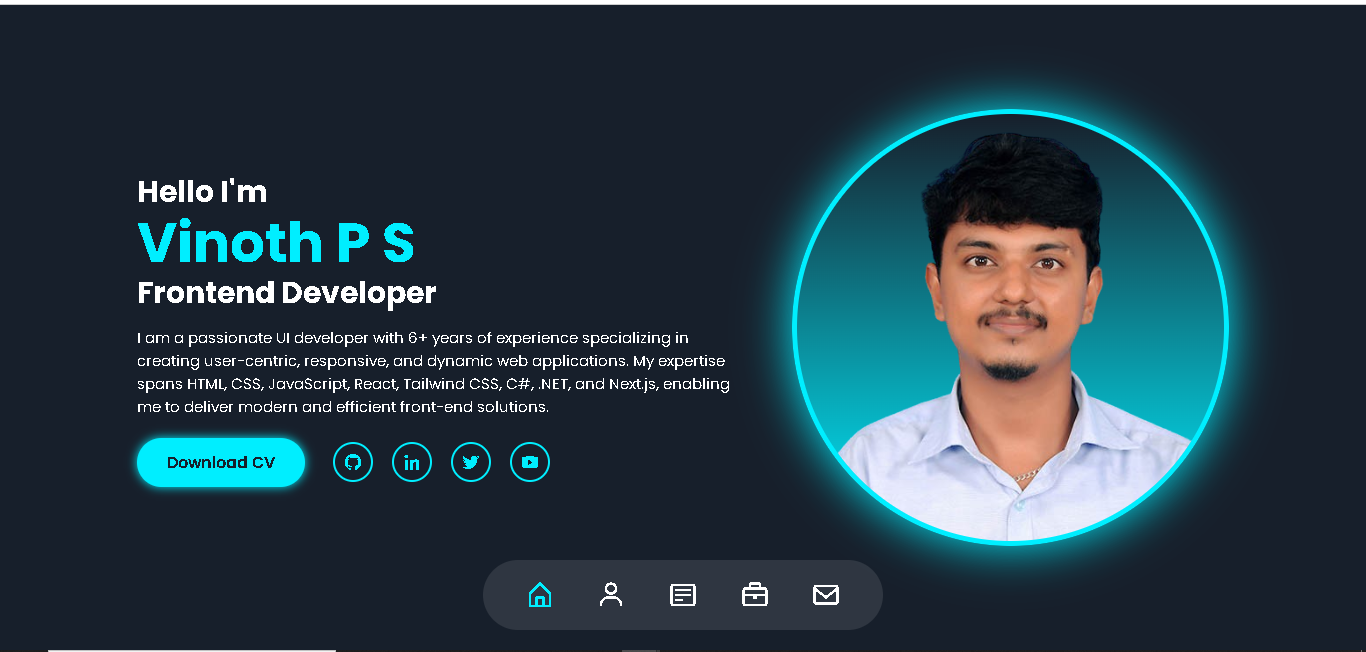 Hello I'm
Vinoth P S
Frontend Developer
I am a passionate UI developer with 6+ years of experience specializing in
creating user-centric, responsive, and dynamic web applications. My expertise
spans HTML, CSS, JavaScript, React, Tailwind CSS, C#, .NET, and Next.js, enabling
me to deliver modern and efficient front-end solutions.
Download CV
in